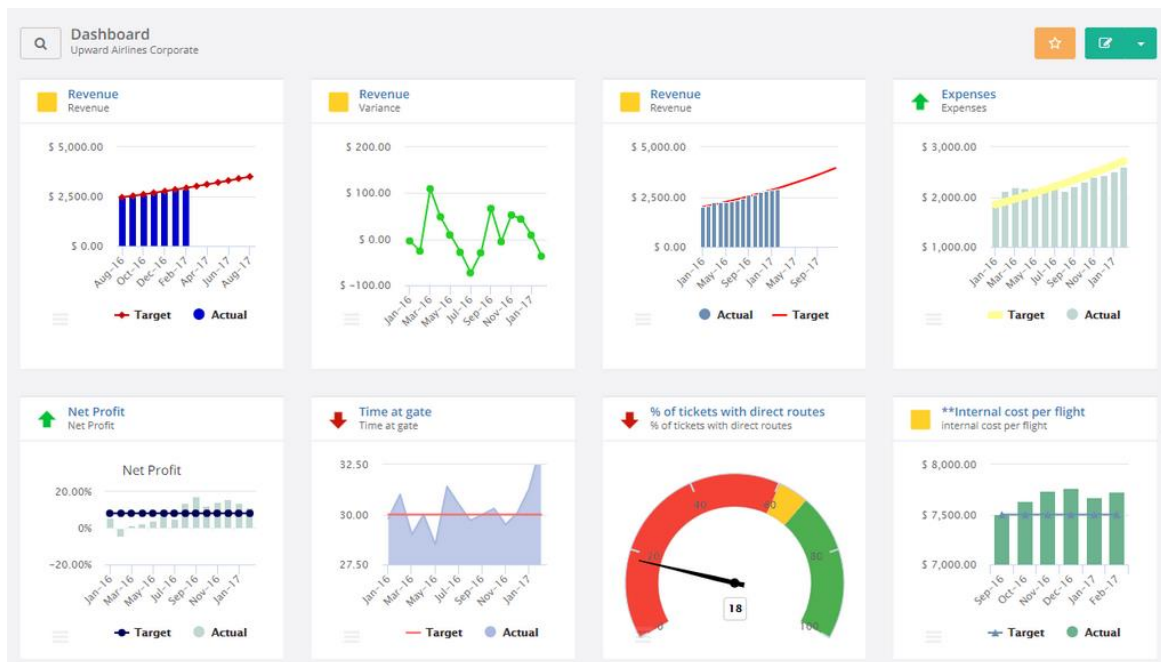 Dashboard
Upward Airlines Corporate
Revenue
Revenue
$ 5,000.00
$ 2,500.00
$ 0.00
Aug-16 Oct-16 Dec-16 Feb-17 Apr-17 Jun-17 Aug-17
Target Actual
Revenue
Variance
$ 200.00
$ 100.00
$ 0.00
$ -100.00
Jan-16 Mar-16 May-16 Jul-16 Sep-16 Nov-16 Jan-17
Revenue
Revenue
$ 5,000.00
$ 2,500.00
$ 0.00
Jan-16 May-16 Sep-16 Jan-17 May-17 Sep-17
Actual Target
Expenses
Expenses
$ 3,000.00
$ 2,000.00
$ 1,000.00
Jan-16 Mar-16 May-16 Jul-16 Sep-16 Nov-16 Jan-17
Target Actual
Net Profit
Net Profit
Net Profit
20.00%
0%
-20.00%
Jan-16 Mar-16 May-16 Jul-16 Sep-16 Nov-16 Jan-17
Target Actual
Time at gate
Time at gate
32.50
30.00
27.50
Jan-16 Mar-16 May-16 Jul-16 Sep-16 Nov-16 Jan-17
Target Actual
% of tickets with direct routes
% of tickets with direct routes
40 60
20 80
18
0 100
**Internal cost per flight
internal cost per flight
$ 8,000.00
$ 7,500.00
$ 7,000.00
Sep-16 Oct-16 Nov-16 Dec-16 Jan-17 Feb-17
Target Actual